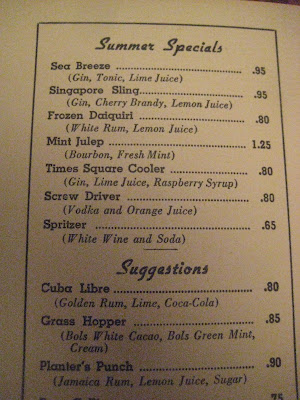 Summer Specials
Sea Breeze .95
(Gin, Tonic, Lime Juice)
Singapore Sling .95
(Gin, Cherry Brandy, Lemon Juice)
Frozen Daiquiri .80
(White Rum, Lemon Juice)
Mint Julep 1.25
(Bourbon, Fresh Mint)
Times Square Cooler .80
(Gin, Lime Juice, Raspberry Syrup)
Screw Driver .80
(Vodka and Orange Juice)
Spritzer .65
(White Wine and Soda)
Suggestions
Cuba Libre .80
(Golden Rum, Lime, Coca-Cola)
Grass Hopper .85
(Bols White Cacao, Bols Green Mint,
Cream)
Planter's Punch .90
(Jamaica Rum, Lemon Juice, Sugar)